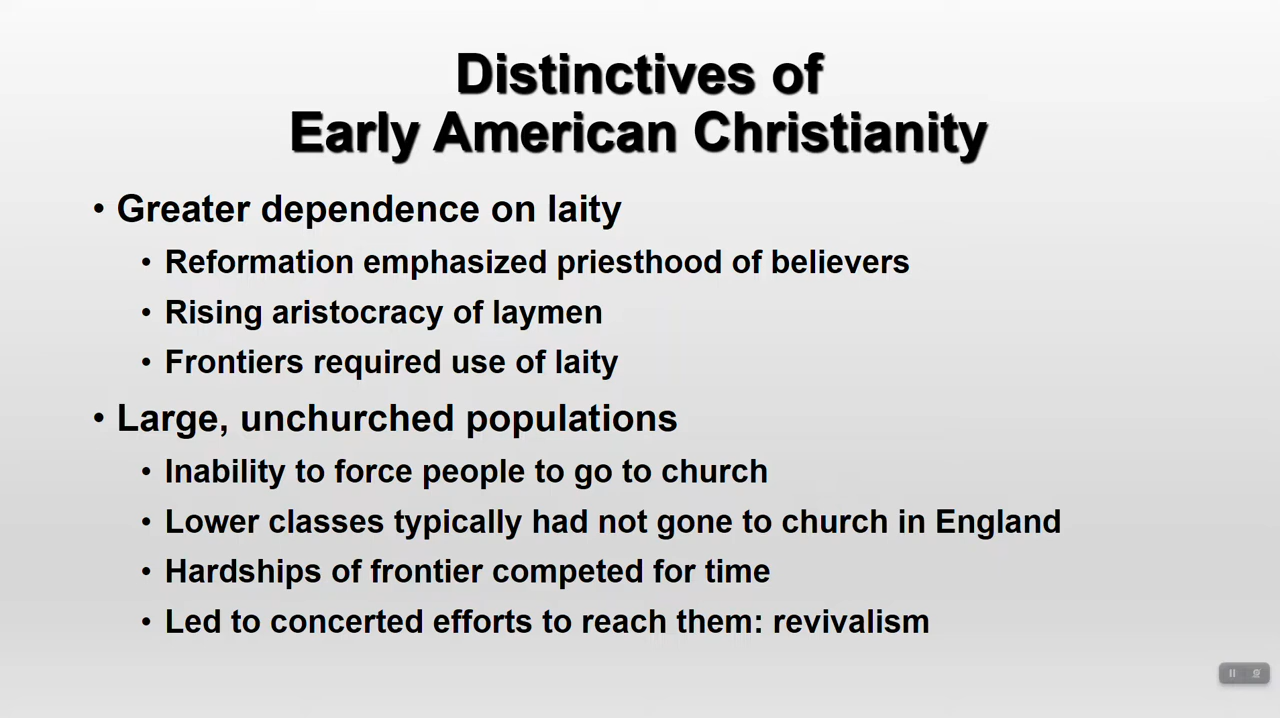 Distinctives of
Early American Christianity
• Greater dependence on laity
• Reformation emphasized priesthood of believers
• Rising aristocracy of laymen
• Frontiers required use of laity
• Large, unchurched populations
• Inability to force people to go to church
• Lower classes typically had not gone to church in England
• Hardships of frontier competed for time
• Led to concerted efforts to reach them: revivalism